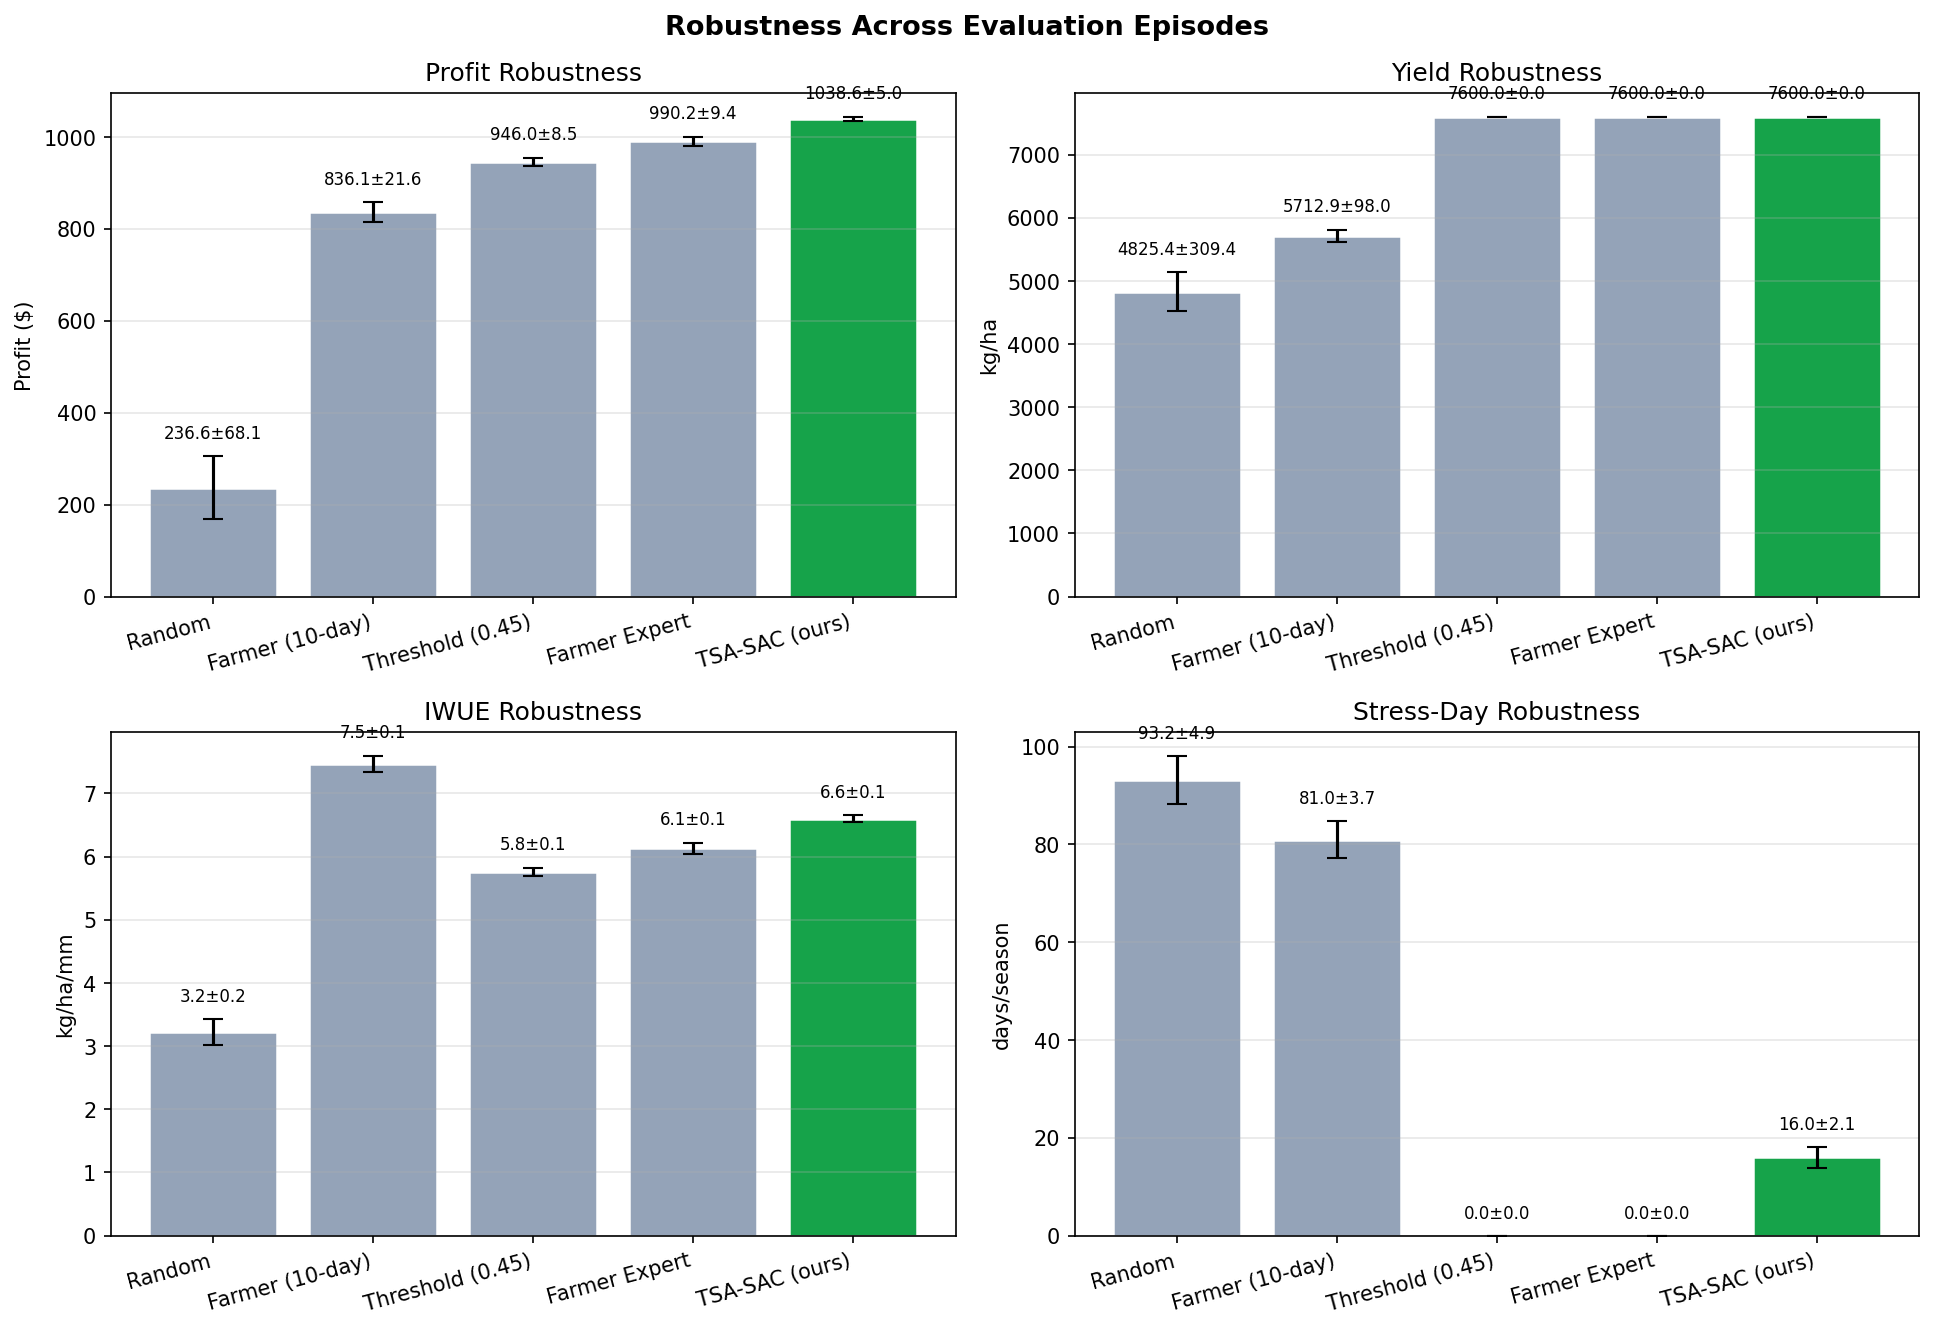 Robustness Across Evaluation Episodes
Profit Robustness
Profit ($)
1000
800
600
400
200
0
236.6±68.1
836.1±21.6
946.0±8.5
990.2±9.4
1038.6±5.0
Random
Farmer (10-day)
Threshold (0.45)
Farmer Expert
TSA-SAC (ours)
Yield Robustness
kg/ha
7000
6000
5000
4000
3000
2000
1000
0
4825.4±309.4
5712.9±98.0
7600.0±0.0
7600.0±0.0
7600.0±0.0
Random
Farmer (10-day)
Threshold (0.45)
Farmer Expert
TSA-SAC (ours)
IWUE Robustness
kg/ha/mm
7
6
5
4
3
2
1
0
3.2±0.2
7.5±0.1
5.8±0.1
6.1±0.1
6.6±0.1
Random
Farmer (10-day)
Threshold (0.45)
Farmer Expert
TSA-SAC (ours)
Stress-Day Robustness
days/season
100
80
60
40
20
0
93.2±4.9
81.0±3.7
0.0±0.0
0.0±0.0
16.0±2.1
Random
Farmer (10-day)
Threshold (0.45)
Farmer Expert
TSA-SAC (ours)